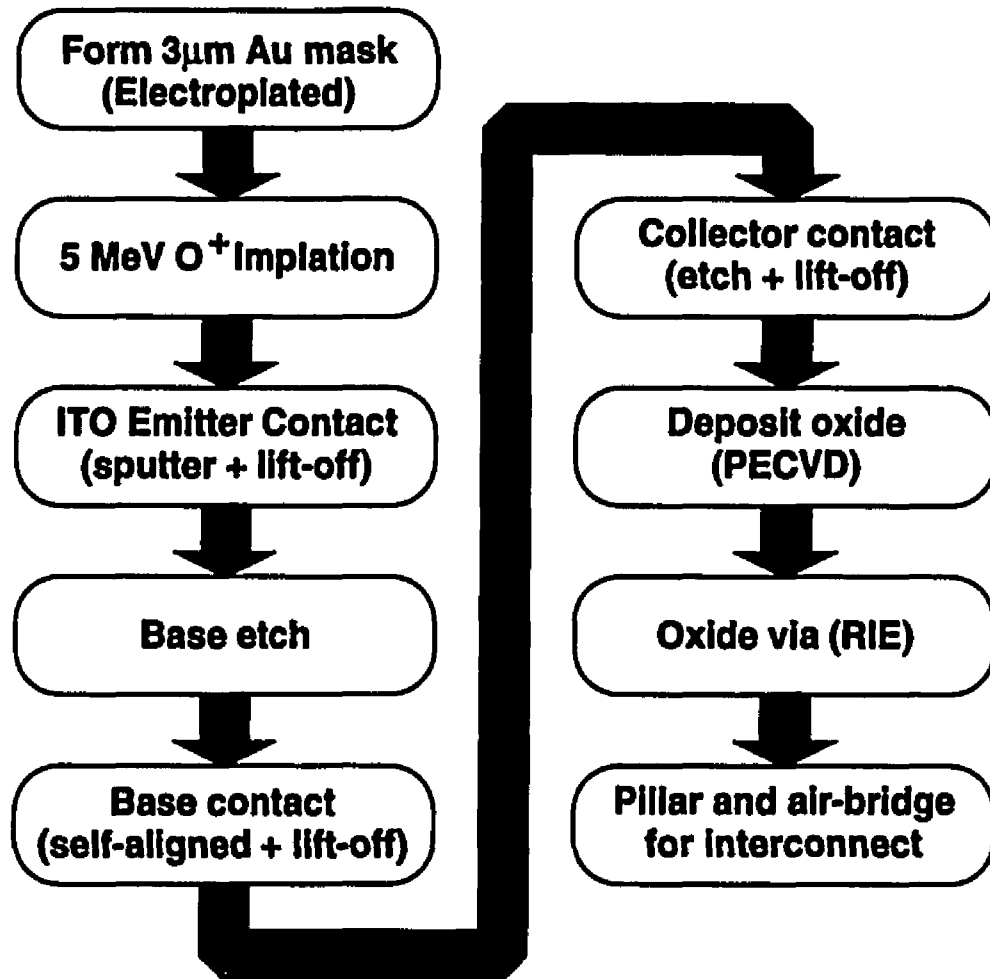 Form 3μm Au mask
(Electroplated)
5 MeV O⁺ Implation
ITO Emitter Contact
(sputter + lift-off)
Base etch
Base contact
(self-aligned + lift-off)
Collector contact
(etch + lift-off)
Deposit oxide
(PECVD)
Oxide via (RIE)
Pillar and air-bridge
for interconnect